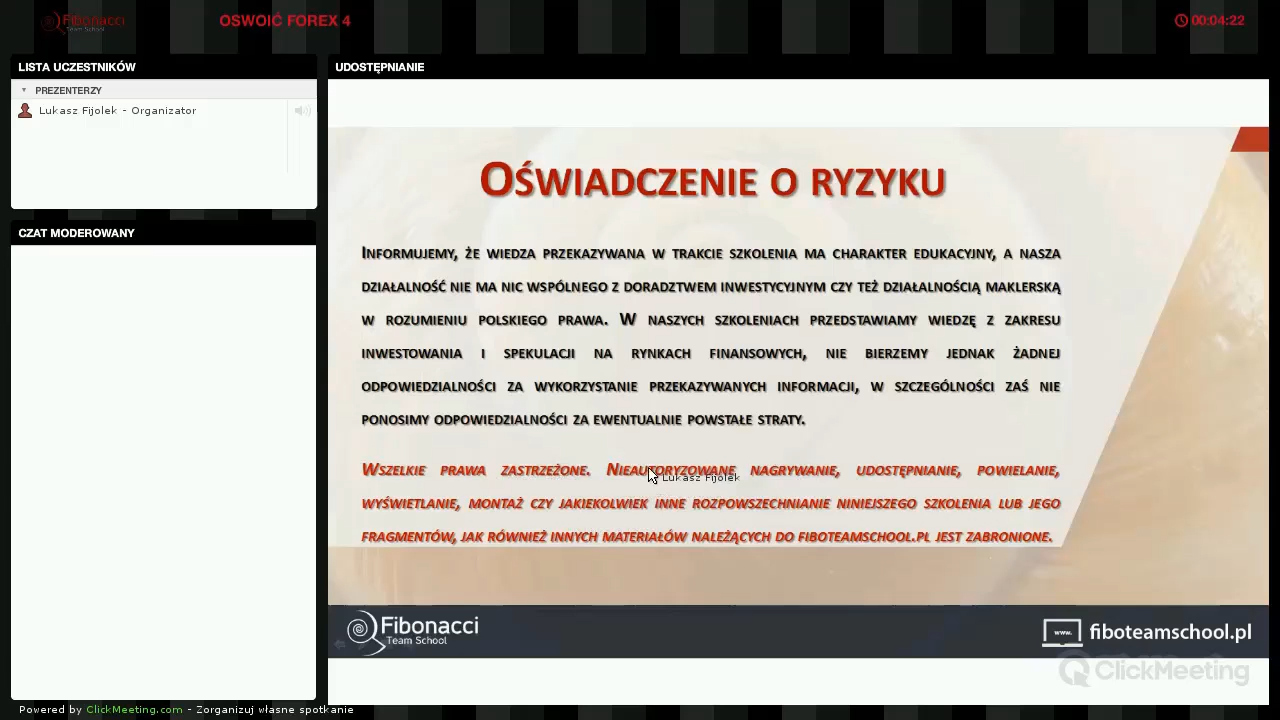 Fibonacci
Team School
OSWOIĆ FOREX 4
00:04:22
LISTA UCZESTNIKÓW
PREZENTERZY
Lukasz Fijolek - Organizator
CZAT MODEROWANY
UDOSTĘPNIANIE
Oświadczenie o ryzyku
Informujemy, że wiedza przekazywana w trakcie szkolenia ma charakter edukacyjny, a nasza
działalność nie ma nic wspólnego z doradztwem inwestycyjnym czy też działalnością maklerską
w rozumieniu polskiego prawa. W naszych szkoleniach przedstawiamy wiedzę z zakresu
inwestowania i spekulacji na rynkach finansowych, nie bierzemy jednak żadnej
odpowiedzialności za wykorzystanie przekazywanych informacji, w szczególności zaś nie
ponosimy odpowiedzialności za ewentualnie powstałe straty.
Wszelkie prawa zastrzeżone. Nieautoryzowane nagrywanie, udostępnianie, powielanie,
Lukasz Fijolek
wyświetlanie, montaż czy jakiekolwiek inne rozpowszechnianie niniejszego szkolenia lub jego
fragmentów, jak również innych materiałów należących do fiboteamschool.pl jest zabronione.
Fibonacci
Team School
www.
fiboteamschool.pl
ClickMeeting
Powered by ClickMeeting.com - Zorganizuj własne spotkanie